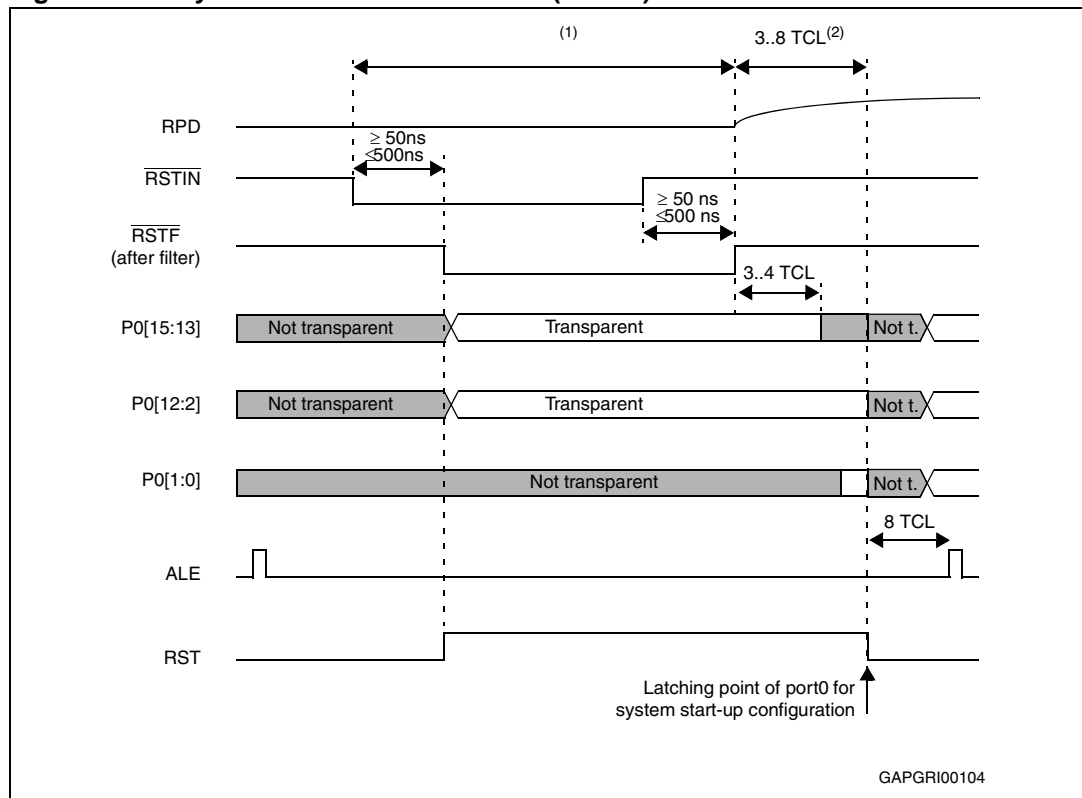 (1)
3..8 TCL(2)
RPD
≥ 50ns
≤500ns
RSTIN
≥ 50 ns
≤500 ns
RSTF
(after filter)
3..4 TCL
P0[15:13]
Not transparent
Transparent
Not t.
P0[12:2]
Not transparent
Transparent
Not t.
P0[1:0]
Not transparent
Not t.
8 TCL
ALE
RST
Latching point of port0 for
system start-up configuration
GAPGRI00104